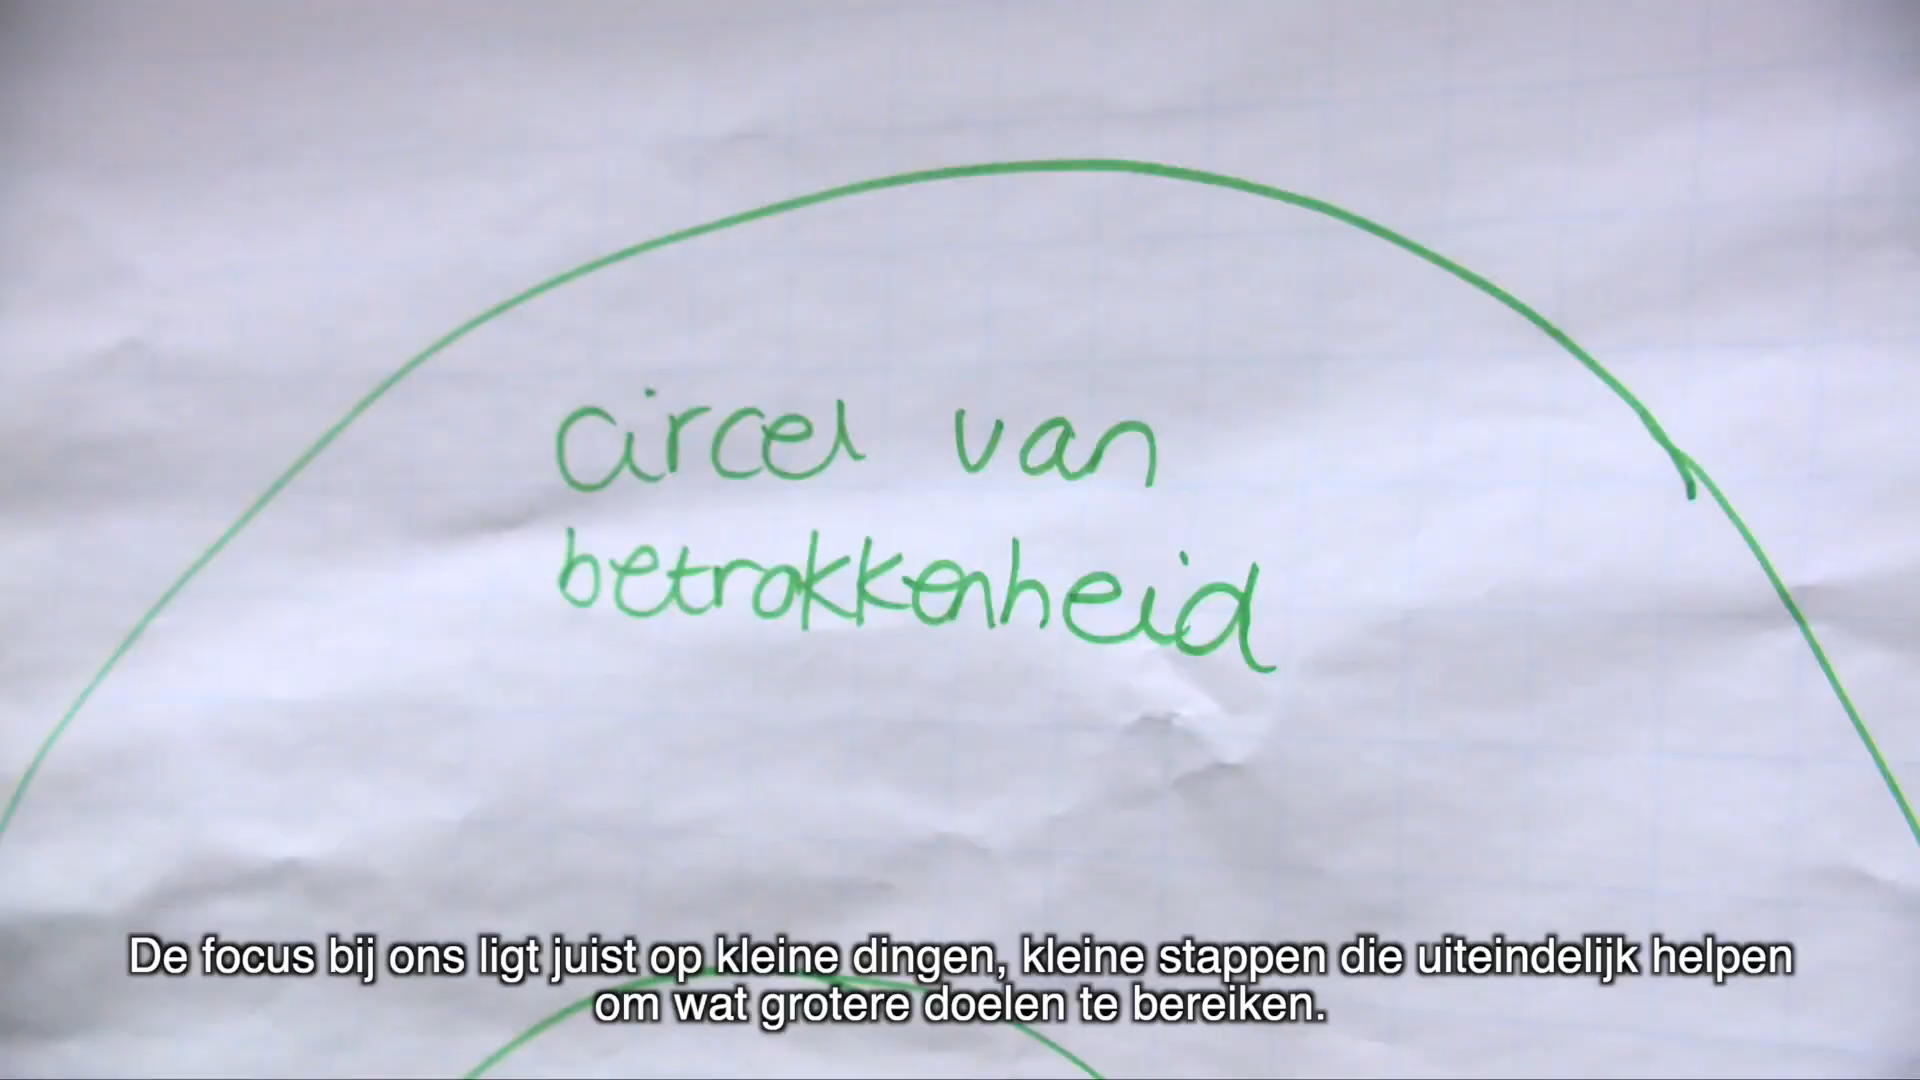 circel van
betrokkenheid
De focus bij ons ligt juist op kleine dingen, kleine stappen die uiteindelijk helpen
om wat grotere doelen te bereiken.